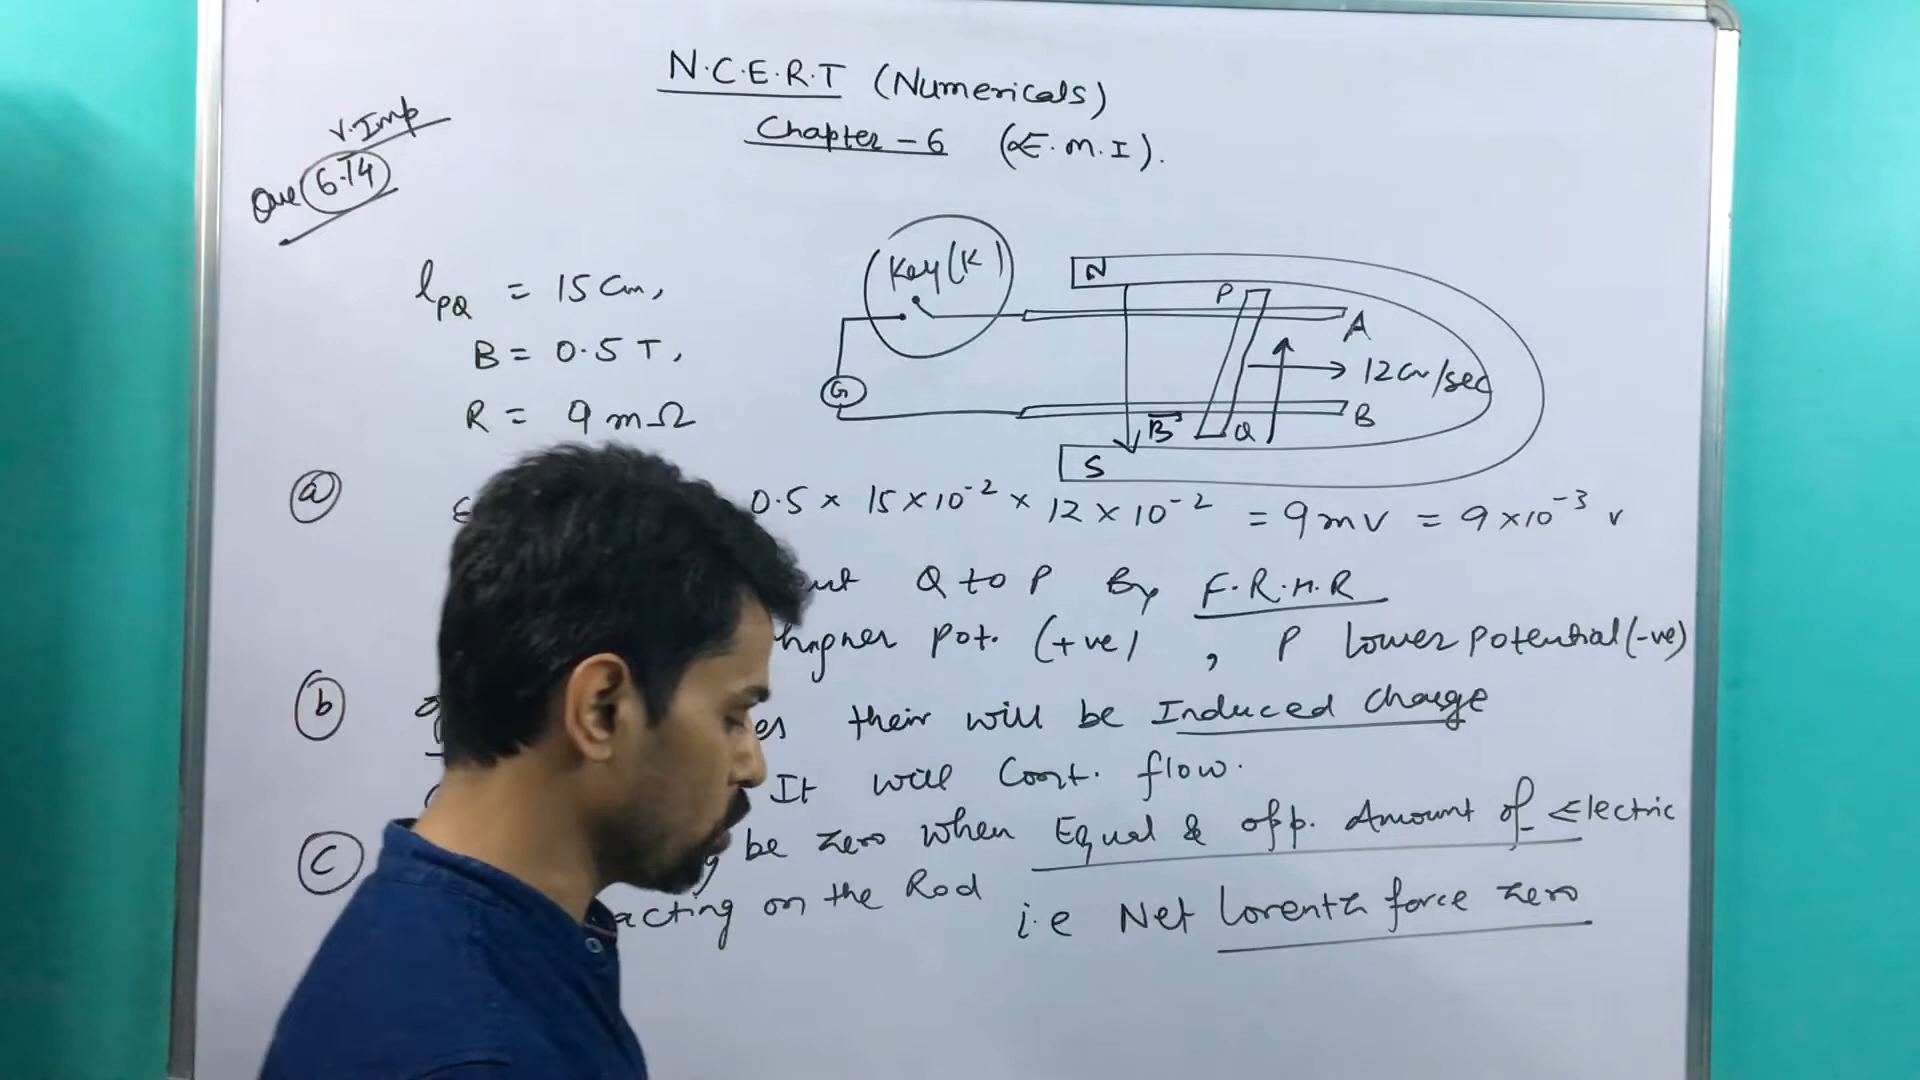 N.C.E.R.T (Numericals)
Chapter - 6 (E.M.I).
V.Imp
Que 6.14
Key (K)
N
P
A
l PQ = 15 cm,
B = 0.5 T,
R = 9 mΩ
G
12 cm/sec
B
B
Q
S
(a) ε 0.5 × 15 × 10⁻² × 12 × 10⁻² = 9 mV = 9 × 10⁻³ V
Q to P By F.R.H.R
higher Pot. (+ve), P lower Potential (-ve)
(b) their will be Induced Charge
It will Cont. flow.
(c) be zero when Equal & opp. Amount of Electric
acting on the Rod i.e Net Lorentz force zero